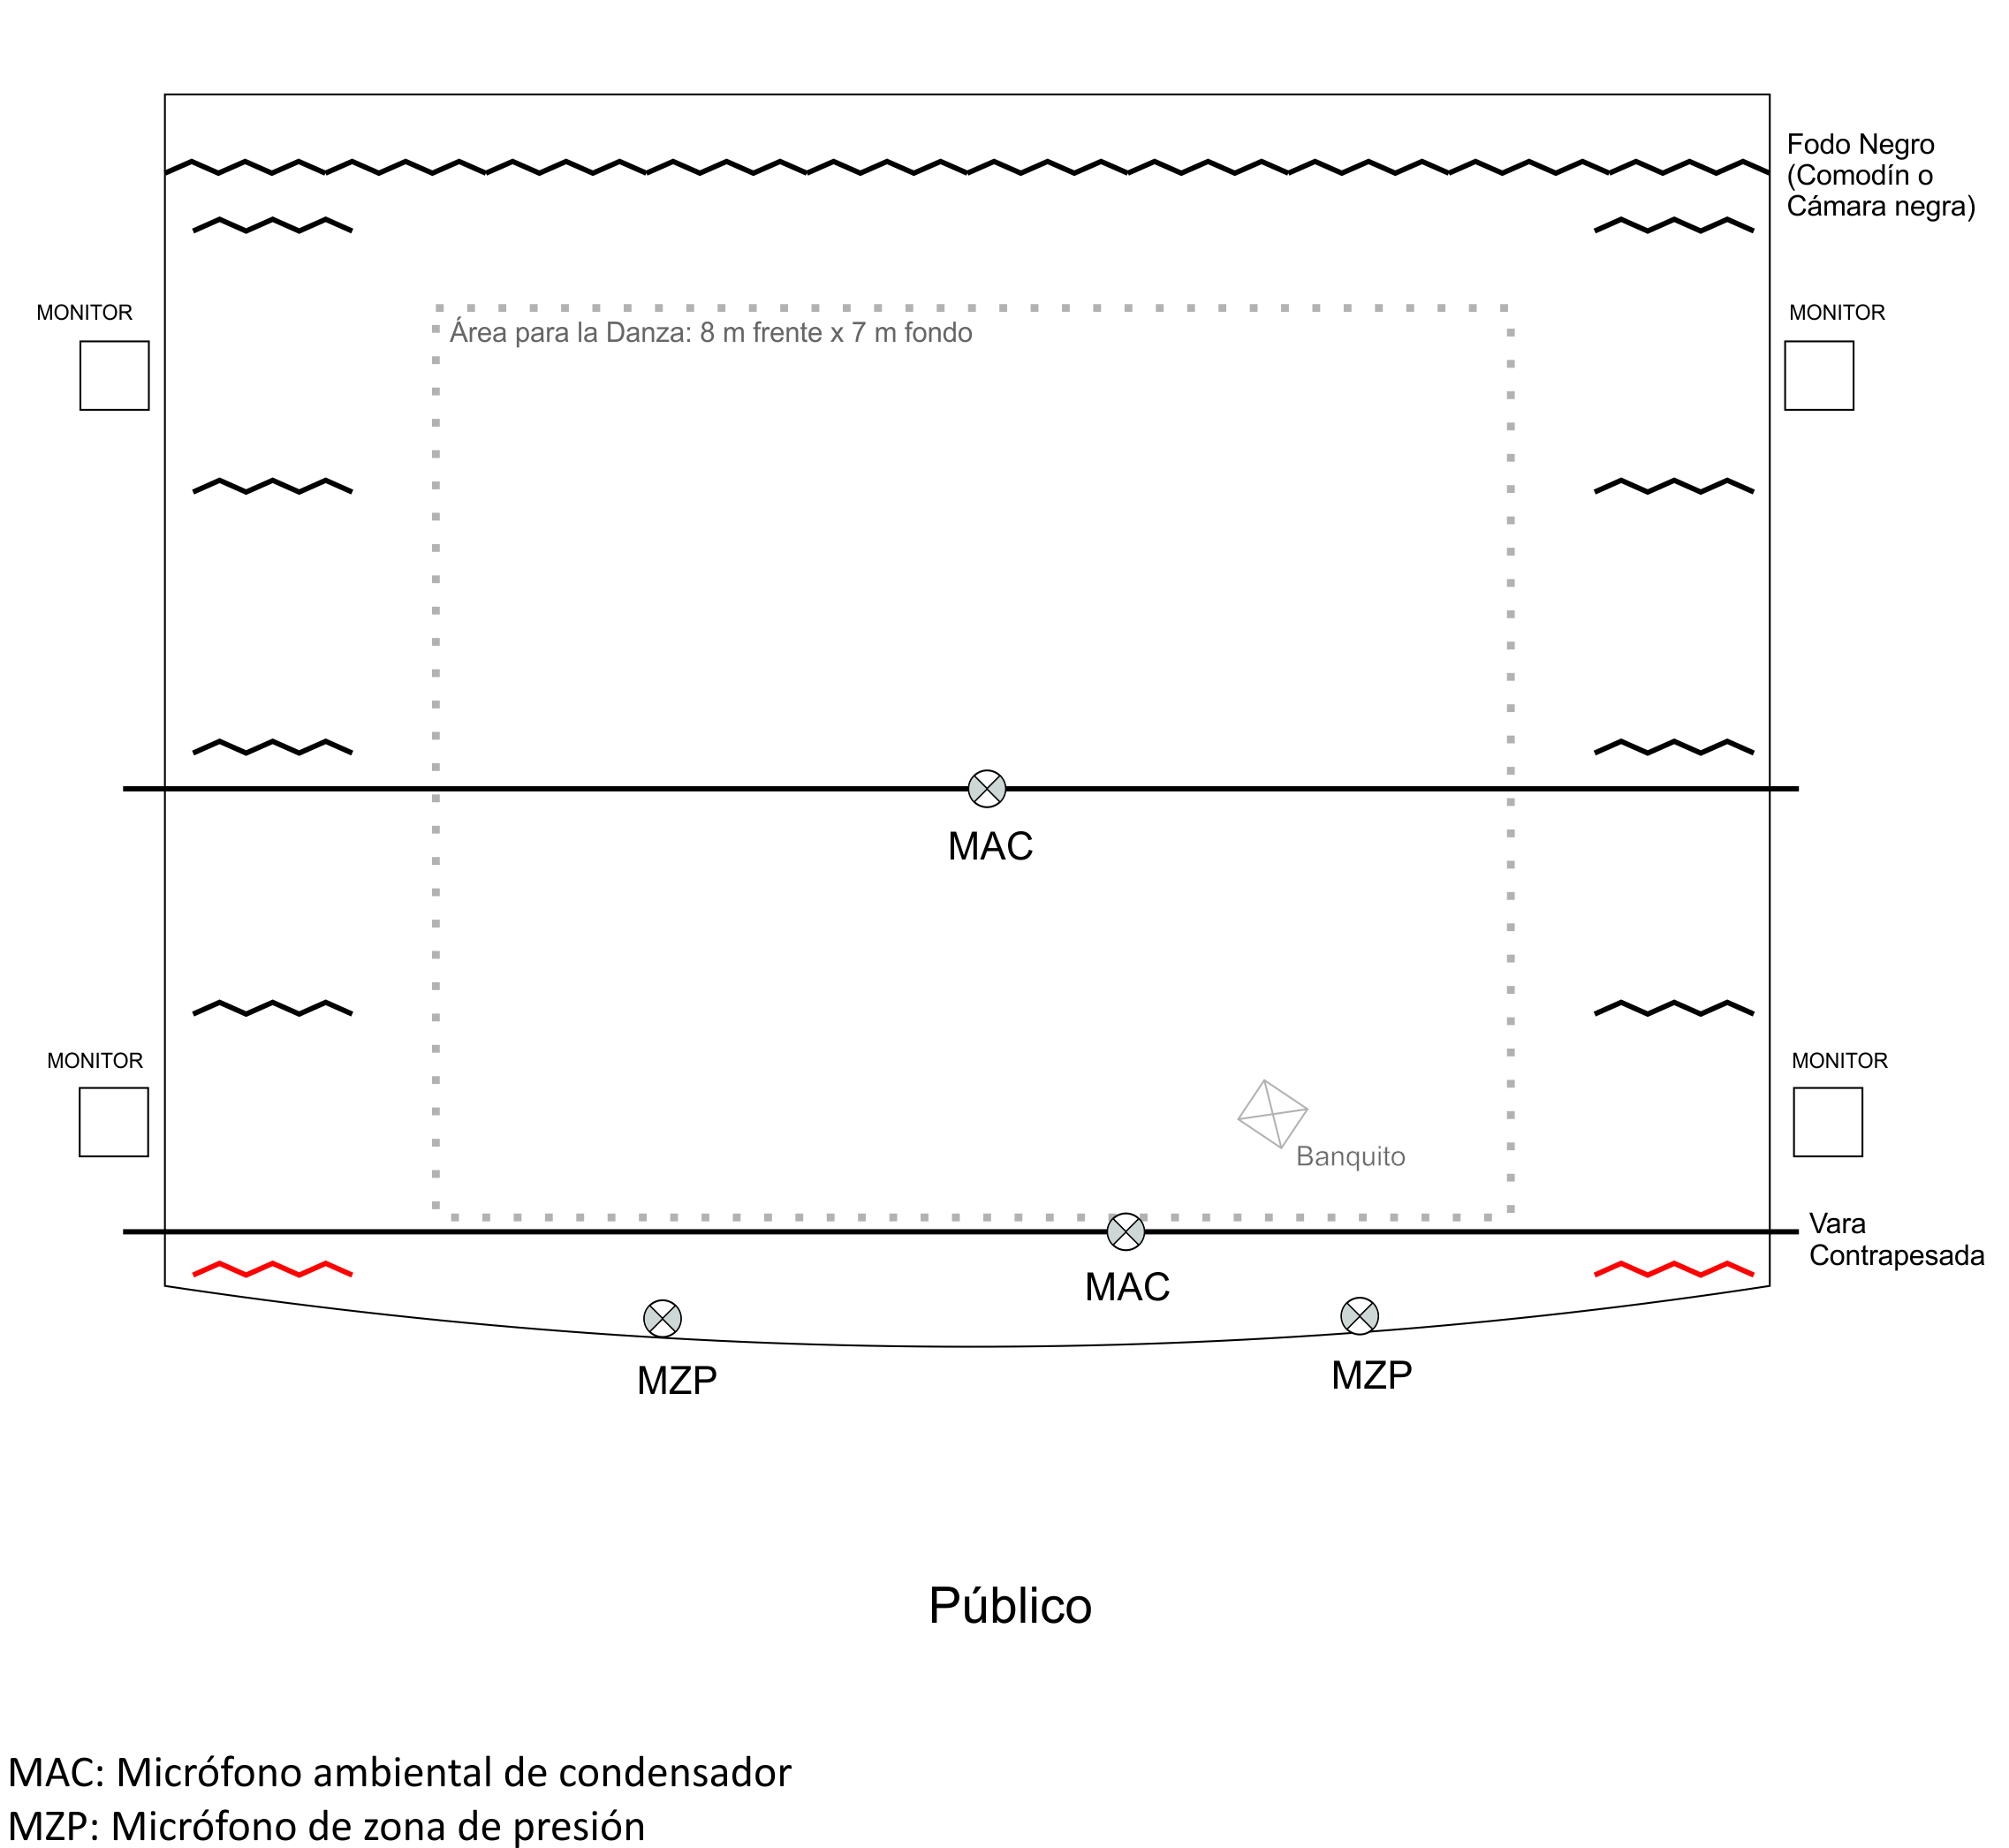 Fodo Negro
(Comodín o
Cámara negra)
MONITOR
MONITOR
Área para la Danza: 8 m frente x 7 m fondo
MAC
MONITOR
MONITOR
Banquito
Vara
Contrapesada
MAC
MZP
MZP
Público
MAC: Micrófono ambiental de condensador
MZP: Micrófono de zona de presión